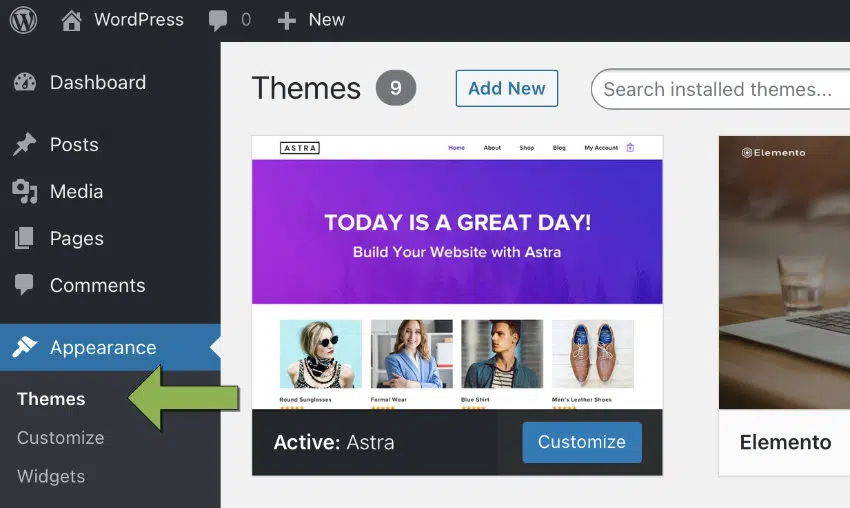 WordPress 0 New
Dashboard
Posts
Media
Pages
Comments
Appearance
Themes
Customize
Widgets
Themes 9 Add New Search installed themes...
ASTRA Home About Shop Blog My Account
TODAY IS A GREAT DAY!
Build Your Website with Astra
Round Sunglasses Formal Wear Blue Shirt Men's Leather Shoes
Active: Astra Customize
Elemento
Elemento